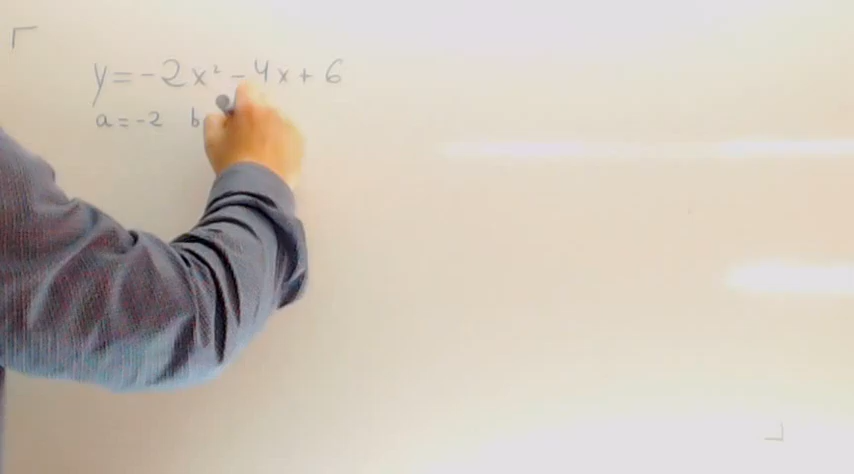 y = -2x² - 4x + 6
a = -2 b